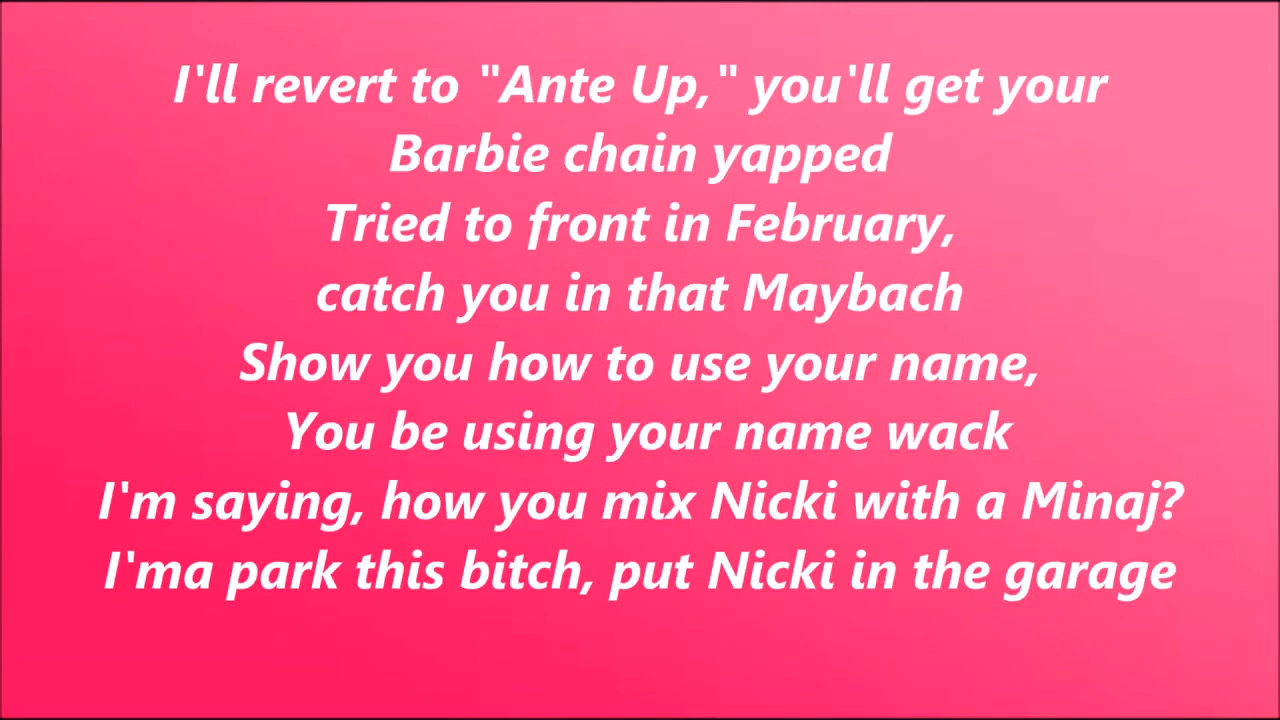 I'll revert to "Ante Up," you'll get your
Barbie chain yapped
Tried to front in February,
catch you in that Maybach
Show you how to use your name,
You be using your name wack
I'm saying, how you mix Nicki with a Minaj?
I'ma park this bitch, put Nicki in the garage